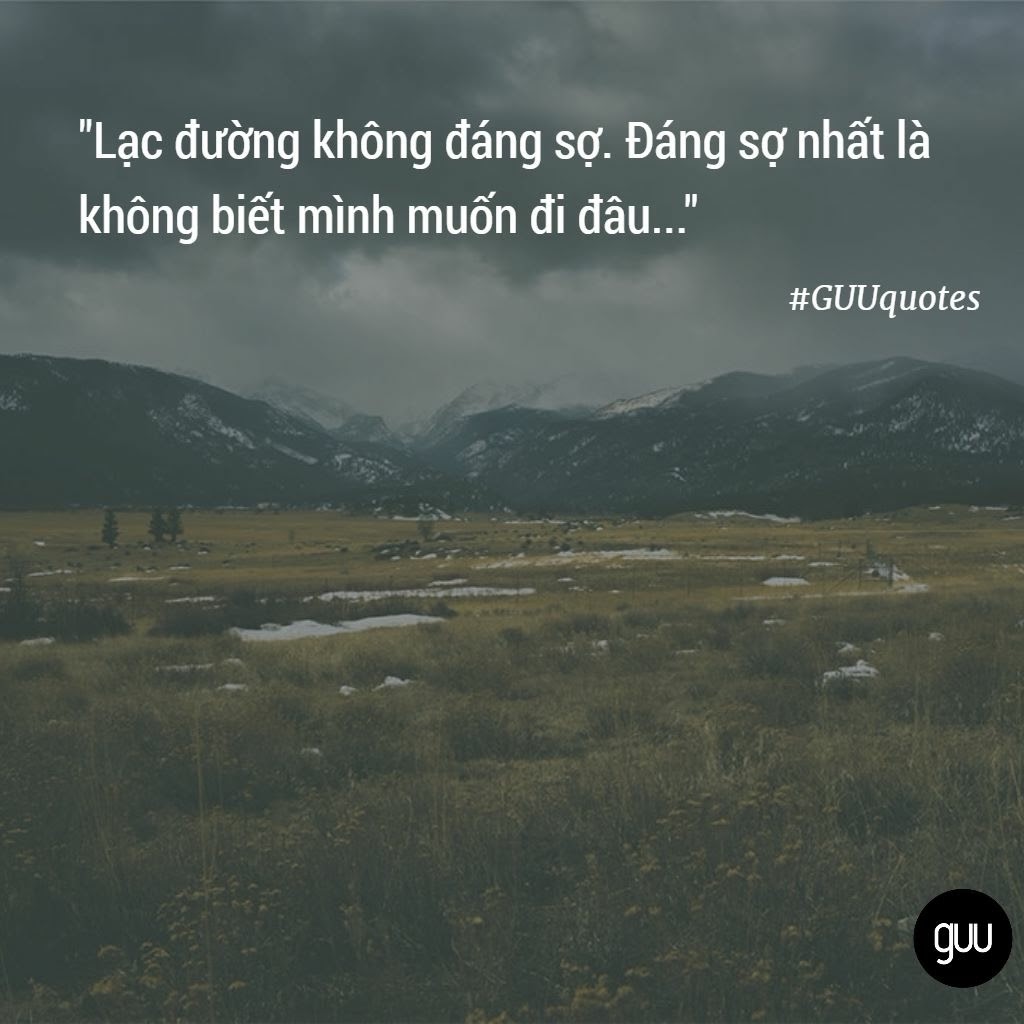 "Lạc đường không đáng sợ. Đáng sợ nhất là
không biết mình muốn đi đâu..."
#GUUquotes
guu